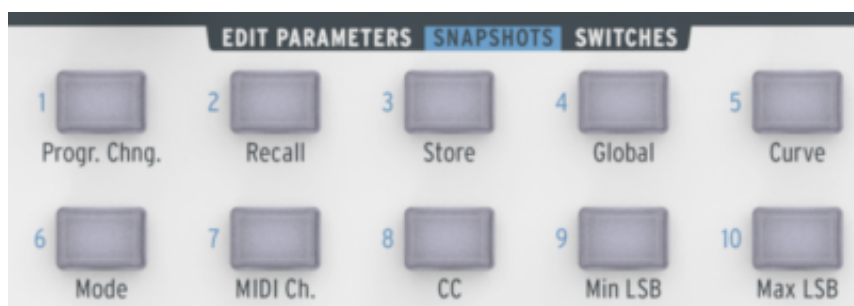 EDIT PARAMETERS SNAPSHOTS SWITCHES
1 2 3 4 5
Progr. Chng. Recall Store Global Curve
6 7 8 9 10
Mode MIDI Ch. CC Min LSB Max LSB